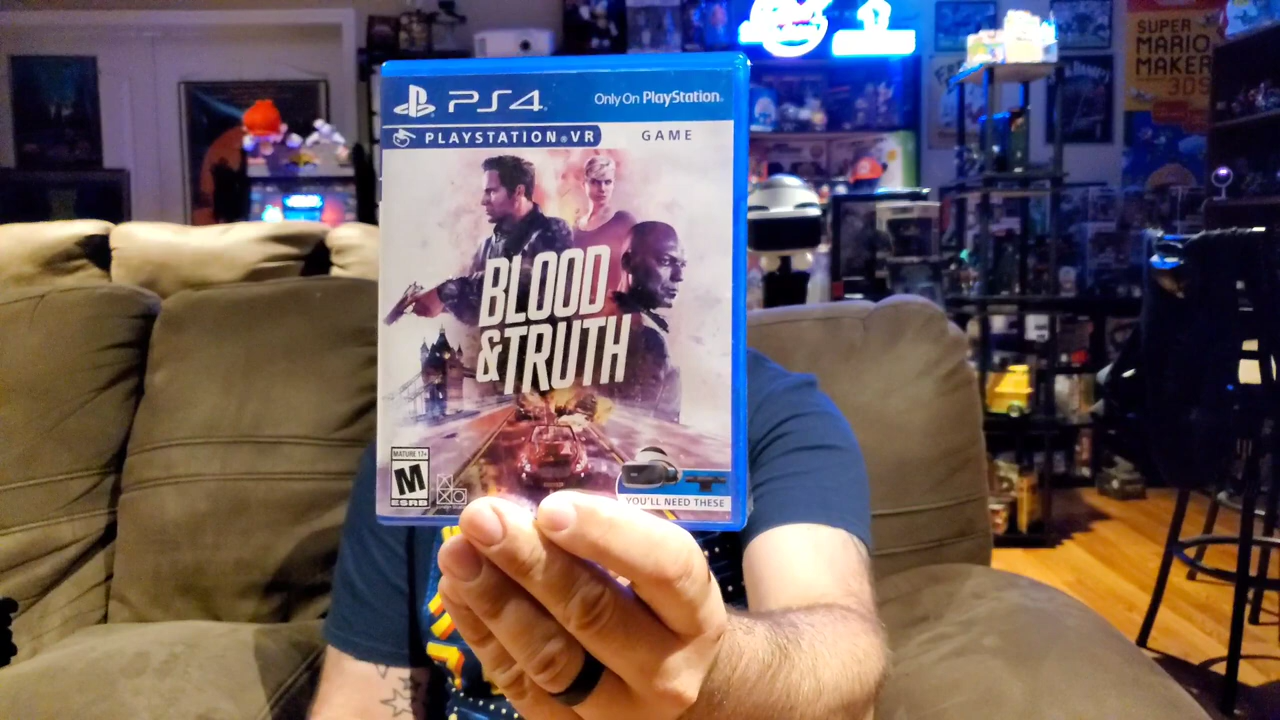 PS4
Only On PlayStation
PLAYSTATION®VR
GAME
BLOOD
&TRUTH
MATURE 17+
M
ESRB
YOU'LL NEED THESE
SUPER
MARIO
MAKER
3DS